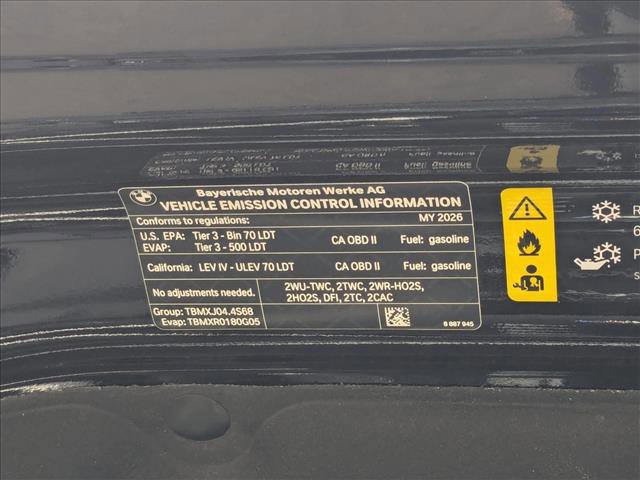 Bayerische Motoren Werke AG
VEHICLE EMISSION CONTROL INFORMATION
Conforms to regulations: MY 2026
U.S. EPA: Tier 3 - Bin 70 LDT CA OBD II Fuel: gasoline
EVAP: Tier 3 - 500 LDT
California: LEV IV - ULEV 70 LDT CA OBD II Fuel: gasoline
No adjustments needed. 2WU-TWC, 2TWC, 2WR-HO2S,
2HO2S, DFI, 2TC, 2CAC
Group: TBMXJ04.4S68
Evap: TBMXR0180G05 8 887 945
R
6
P
s